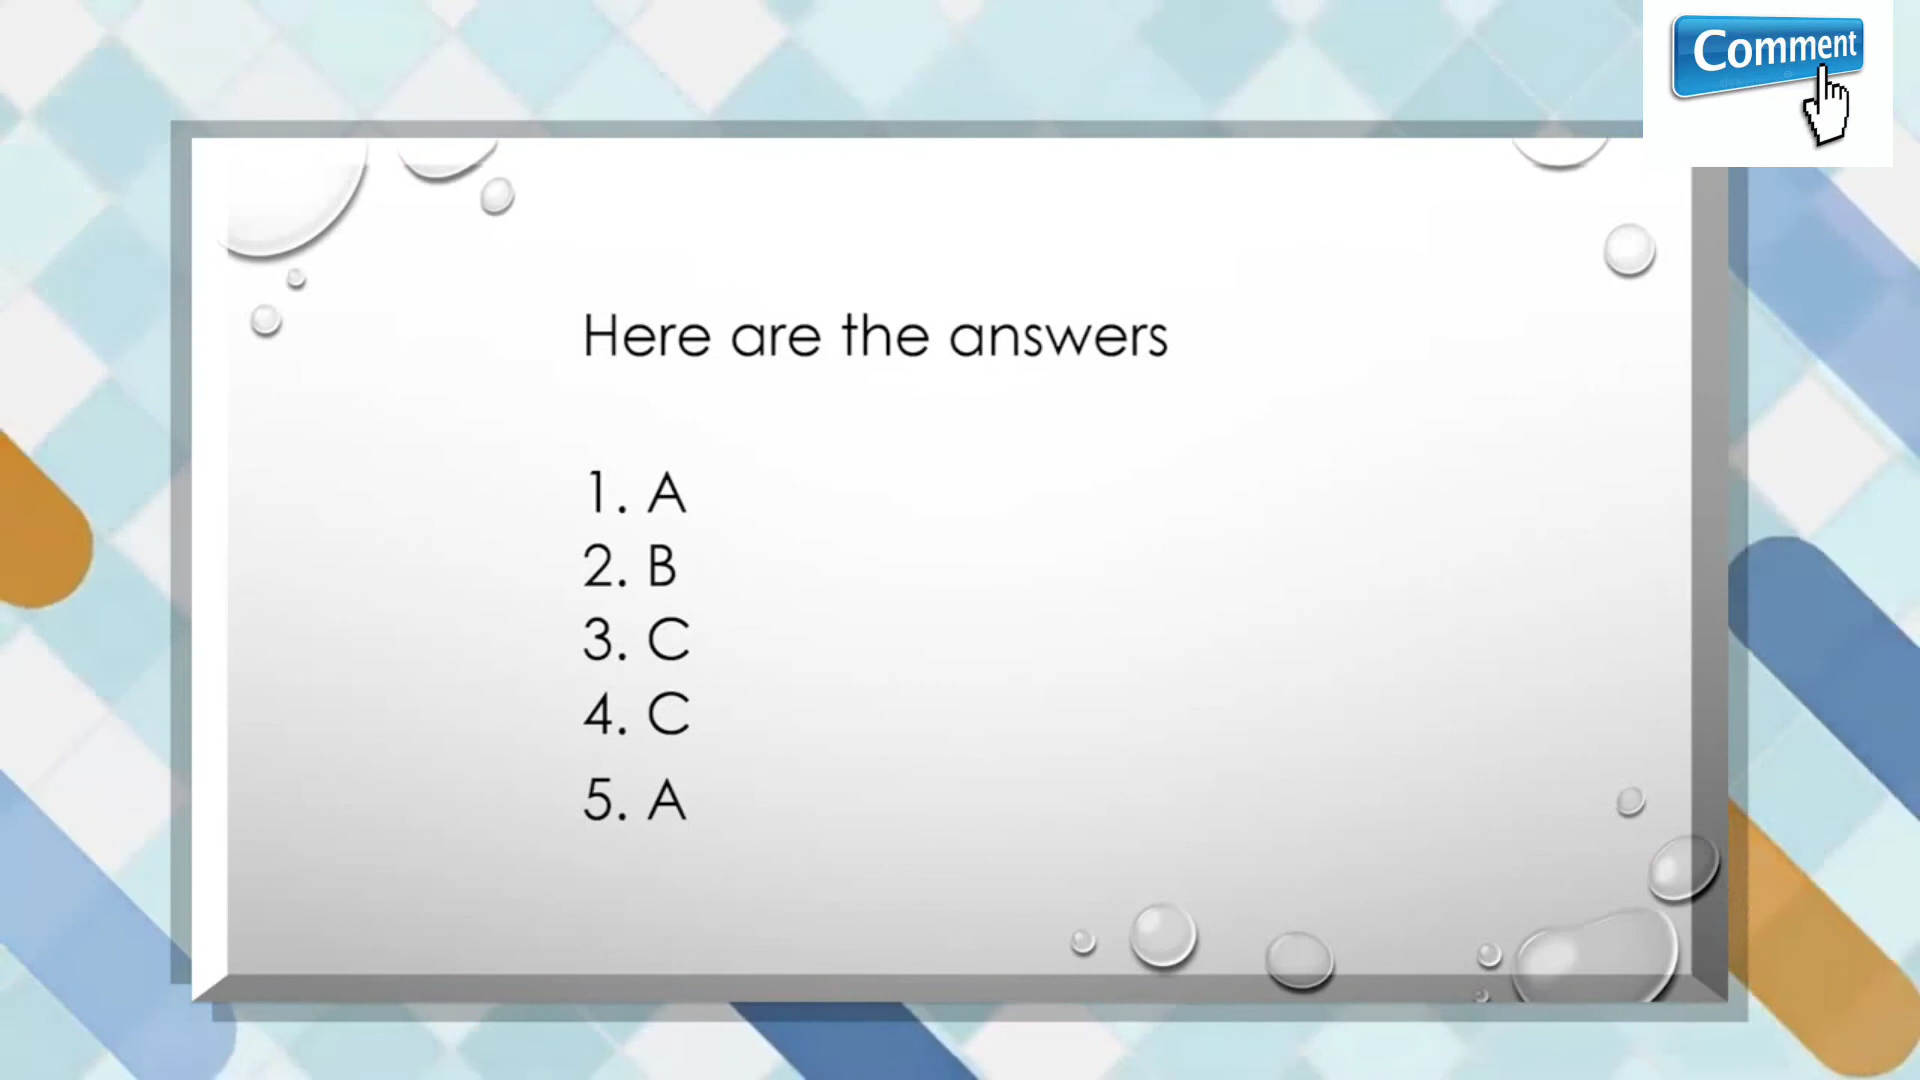 Comment
Here are the answers
1. A
2. B
3. C
4. C
5. A